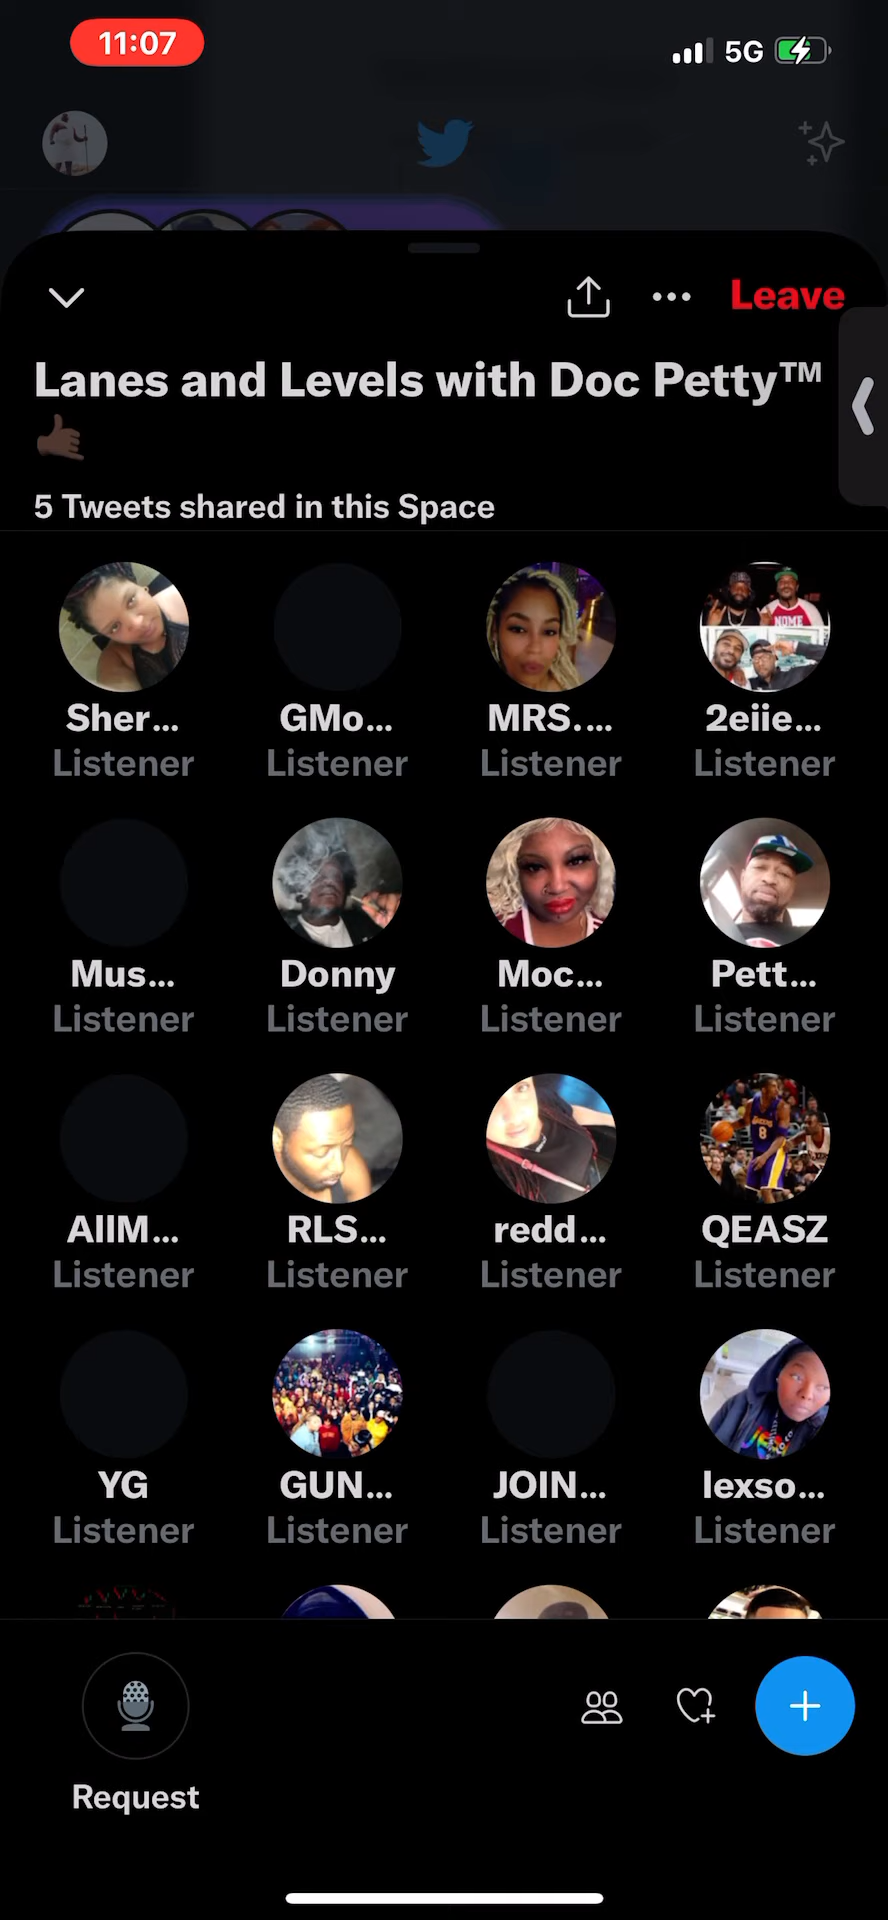 11:07
5G
Leave
Lanes and Levels with Doc Petty™
🤙🏿
5 Tweets shared in this Space
Sher... GMo... MRS.... 2eiie...
Listener Listener Listener Listener
Mus... Donny Moc... Pett...
Listener Listener Listener Listener
AllM... RLS... redd... QEASZ
Listener Listener Listener Listener
YG GUN... JOIN... lexso...
Listener Listener Listener Listener
Request